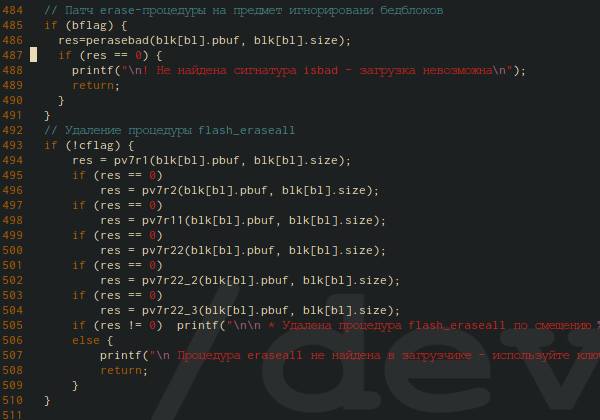 484 // Патч erase-процедуры на предмет игнорировани бедблоков
485 if (bflag) {
486 res=perasebad(blk[bl].pbuf, blk[bl].size);
487 if (res == 0) {
488 printf("\n! Не найдена сигнатура isbad - загрузка невозможна\n");
489 return;
490 }
491 }
492 // Удаление процедуры flash_eraseall
493 if (!cflag) {
494 res = pv7r1(blk[bl].pbuf, blk[bl].size);
495 if (res == 0)
496 res = pv7r2(blk[bl].pbuf, blk[bl].size);
497 if (res == 0)
498 res = pv7r11(blk[bl].pbuf, blk[bl].size);
499 if (res == 0)
500 res = pv7r22(blk[bl].pbuf, blk[bl].size);
501 if (res == 0)
502 res = pv7r22_2(blk[bl].pbuf, blk[bl].size);
503 if (res == 0)
504 res = pv7r22_3(blk[bl].pbuf, blk[bl].size);
505 if (res != 0) printf("\n\n * Удалена процедура flash_eraseall по смещению %
506 else {
507 printf("\n Процедура eraseall не найдена в загрузчике - используйте клю
508 return;
509 }
510 }
511
/dev